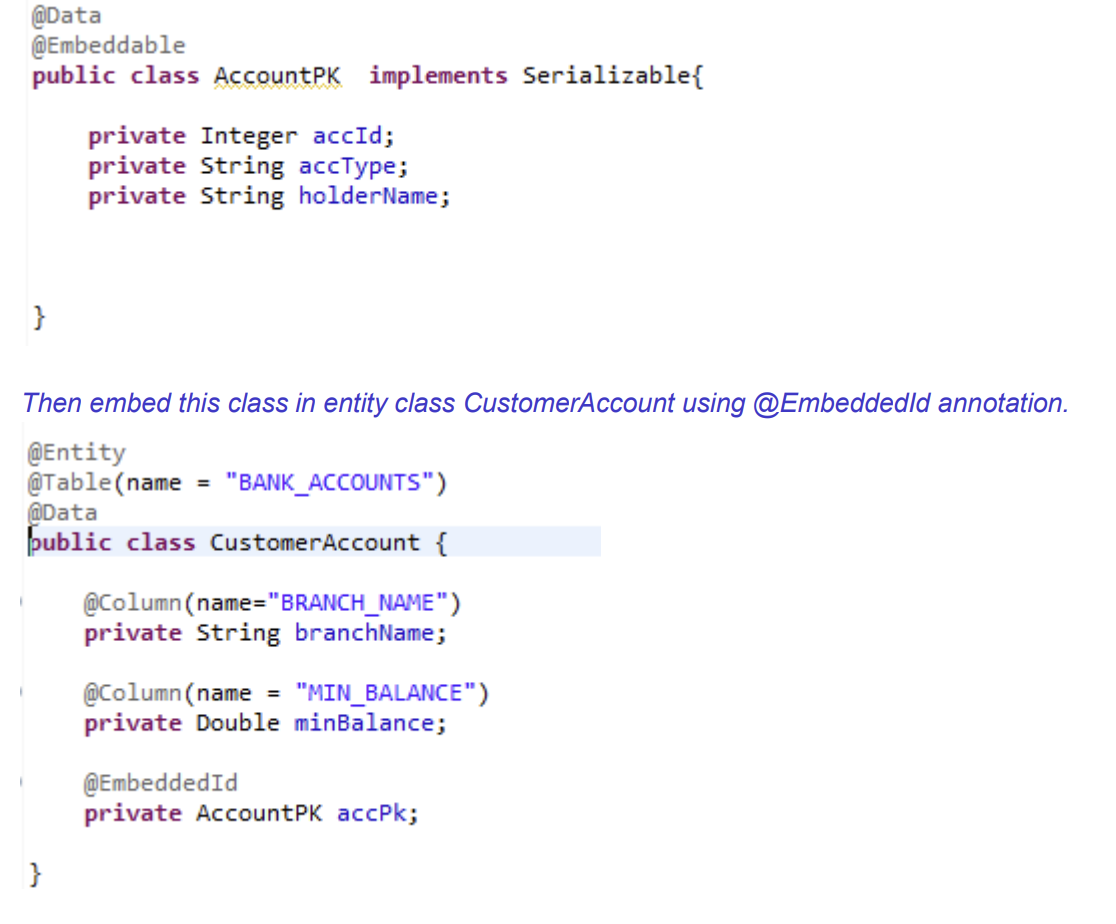 @Data
@Embeddable
public class AccountPK  implements Serializable{
private Integer accId;
private String accType;
private String holderName;
}
Then embed this class in entity class CustomerAccount using @EmbeddedId annotation.
@Entity
@Table(name = "BANK_ACCOUNTS")
@Data
public class CustomerAccount {
@Column(name="BRANCH_NAME")
private String branchName;
@Column(name = "MIN_BALANCE")
private Double minBalance;
@EmbeddedId
private AccountPK accPk;
}